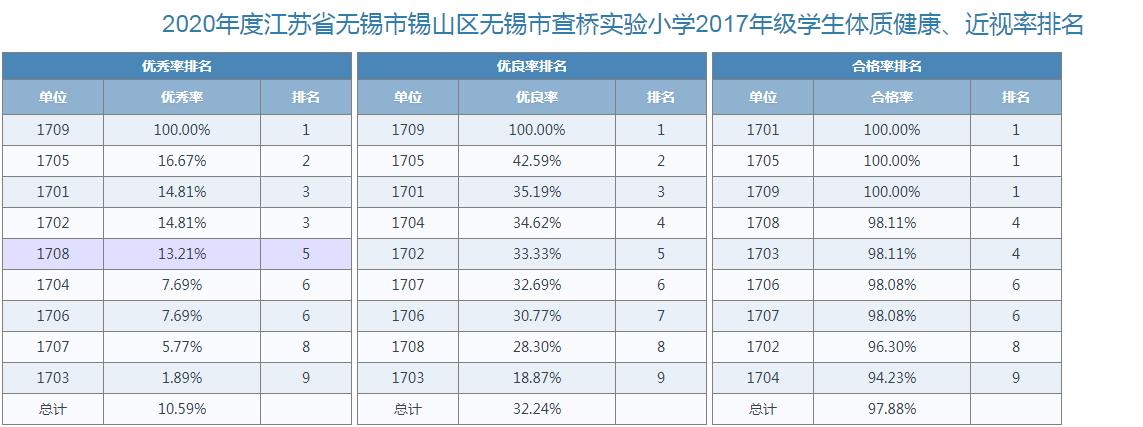 2020年度江苏省无锡市锡山区无锡市查桥实验小学2017年级学生体质健康、近视率排名
优秀率排名 优良率排名 合格率排名
单位 优秀率 排名 单位 优良率 排名 单位 合格率 排名
1709 100.00% 1 1709 100.00% 1 1701 100.00% 1
1705 16.67% 2 1705 42.59% 2 1705 100.00% 1
1701 14.81% 3 1701 35.19% 3 1709 100.00% 1
1702 14.81% 3 1704 34.62% 4 1708 98.11% 4
1708 13.21% 5 1702 33.33% 5 1703 98.11% 4
1704 7.69% 6 1707 32.69% 6 1706 98.08% 6
1706 7.69% 6 1706 30.77% 7 1707 98.08% 6
1707 5.77% 8 1708 28.30% 8 1702 96.30% 8
1703 1.89% 9 1703 18.87% 9 1704 94.23% 9
总计 10.59% 总计 32.24% 总计 97.88%